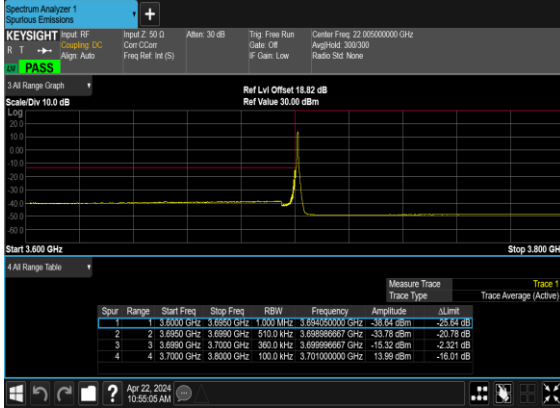 Spectrum Analyzer 1
Spurious Emissions
+
KEYSIGHT Input: RF Input Z: 50 Ω Atten: 30 dB Trig: Free Run Center Freq: 22.005000000 GHz
R T Coupling: DC Corr CCorr Gate: Off Avg|Hold: 300/300
Align: Auto Freq Ref: Int (S) IF Gain: Low Radio Std: None
PASS
3 All Range Graph
Ref Lvl Offset 18.82 dB
Scale/Div 10.0 dB Ref Value 30.00 dBm
Log
20.0
10.0
0.00
-10.0
-20.0
-30.0
-40.0
-50.0
-60.0
Start 3.600 GHz Stop 3.800 GH
4 All Range Table
Measure Trace Trace 1
Trace Type Trace Average (Active)
Spur Range Start Freq Stop Freq RBW Frequency Amplitude ΔLimit
1 1 3.6000 GHz 3.6950 GHz 1.000 MHz 3.694050000 GHz -38.64 dBm -25.64 dB
2 2 3.6950 GHz 3.6990 GHz 510.0 kHz 3.698986667 GHz -33.78 dBm -20.78 dB
3 3 3.6990 GHz 3.7000 GHz 360.0 kHz 3.699996667 GHz -15.32 dBm -2.321 dB
4 4 3.7000 GHz 3.8000 GHz 100.0 kHz 3.701000000 GHz 13.99 dBm -16.01 dB
? Apr 22, 2024
10:55:05 AM